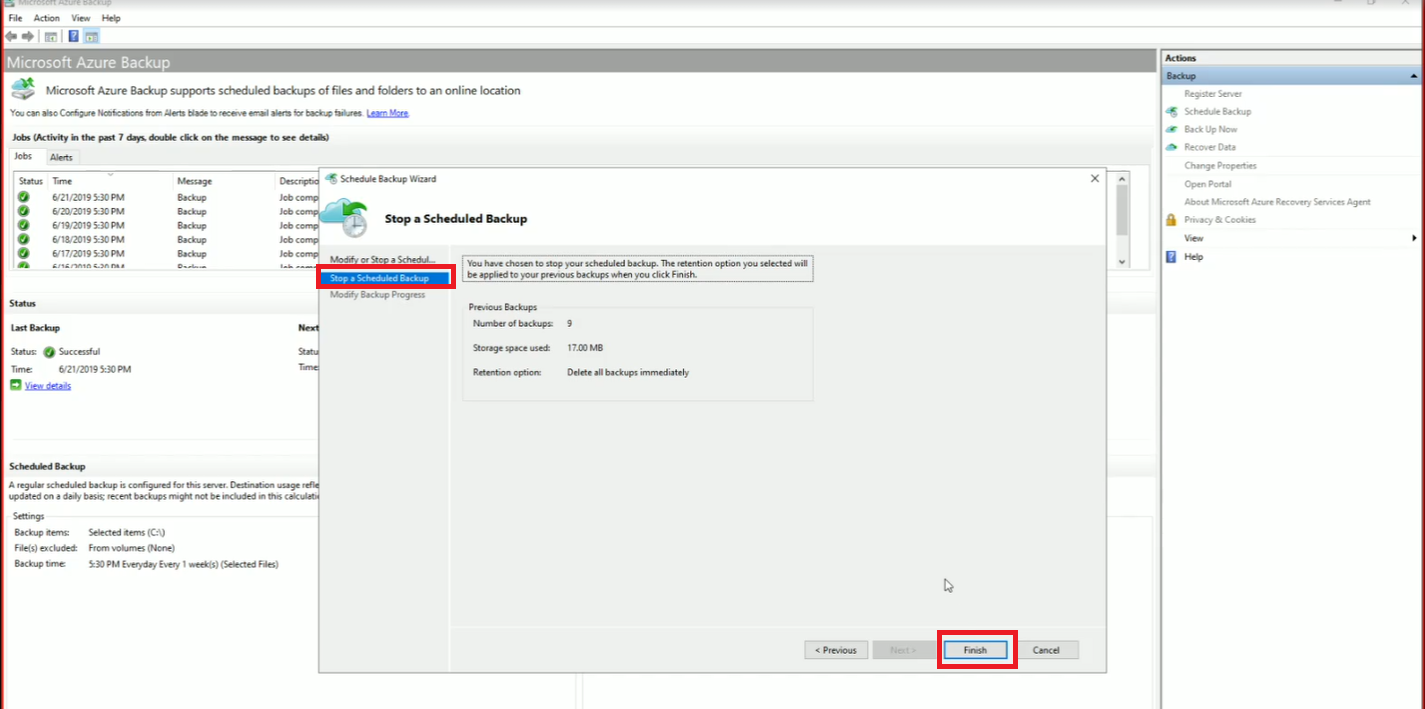 Microsoft Azure Backup
File Action View Help
Microsoft Azure Backup
Microsoft Azure Backup supports scheduled backups of files and folders to an online location
You can also Configure Notifications from Alerts blade to receive email alerts for backup failures. Learn More.
Jobs (Activity in the past 7 days, double click on the message to see details)
Jobs Alerts
Status Time Message Descriptio
6/21/2019 5:30 PM Backup Job comp
6/20/2019 5:30 PM Backup Job comp
6/19/2019 5:30 PM Backup Job comp
6/18/2019 5:30 PM Backup Job comp
6/17/2019 5:30 PM Backup Job comp
6/16/2019 5:30 PM Backup Job comp
Status
Last Backup Next
Status: Successful Statu
Time: 6/21/2019 5:30 PM Time:
View details
Scheduled Backup
A regular scheduled backup is configured for this server. Destination usage refle
updated on a daily basis; recent backups might not be included in this calculati
Settings
Backup items: Selected items (C:\)
File(s) excluded: From volumes (None)
Backup time: 5:30 PM Everyday Every 1 week(s) (Selected Files)
Schedule Backup Wizard
Stop a Scheduled Backup
Modify or Stop a Schedul...
Stop a Scheduled Backup
Modify Backup Progress
You have chosen to stop your scheduled backup. The retention option you selected will
be applied to your previous backups when you click Finish.
Previous Backups
Number of backups: 9
Storage space used: 17.00 MB
Retention option: Delete all backups immediately
< Previous Next > Finish Cancel
Actions
Backup
Register Server
Schedule Backup
Back Up Now
Recover Data
Change Properties
Open Portal
About Microsoft Azure Recovery Services Agent
Privacy & Cookies
View
Help